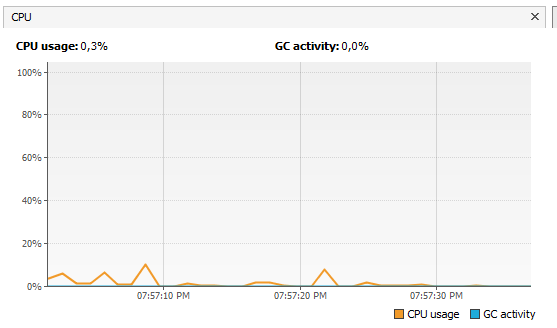 CPU
CPU usage: 0,3% GC activity: 0,0%
100%
80%
60%
40%
20%
0%
07:57:10 PM 07:57:20 PM 07:57:30 PM
CPU usage GC activity